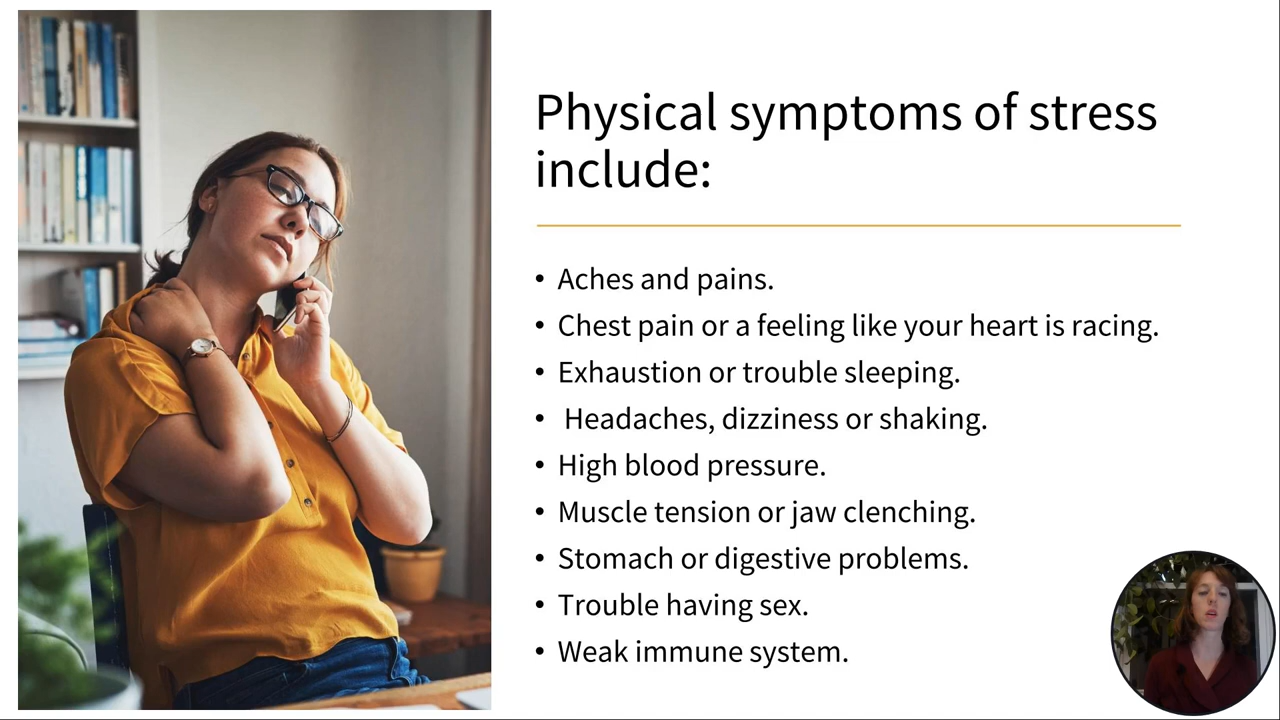 Physical symptoms of stress
include:
• Aches and pains.
• Chest pain or a feeling like your heart is racing.
• Exhaustion or trouble sleeping.
• Headaches, dizziness or shaking.
• High blood pressure.
• Muscle tension or jaw clenching.
• Stomach or digestive problems.
• Trouble having sex.
• Weak immune system.